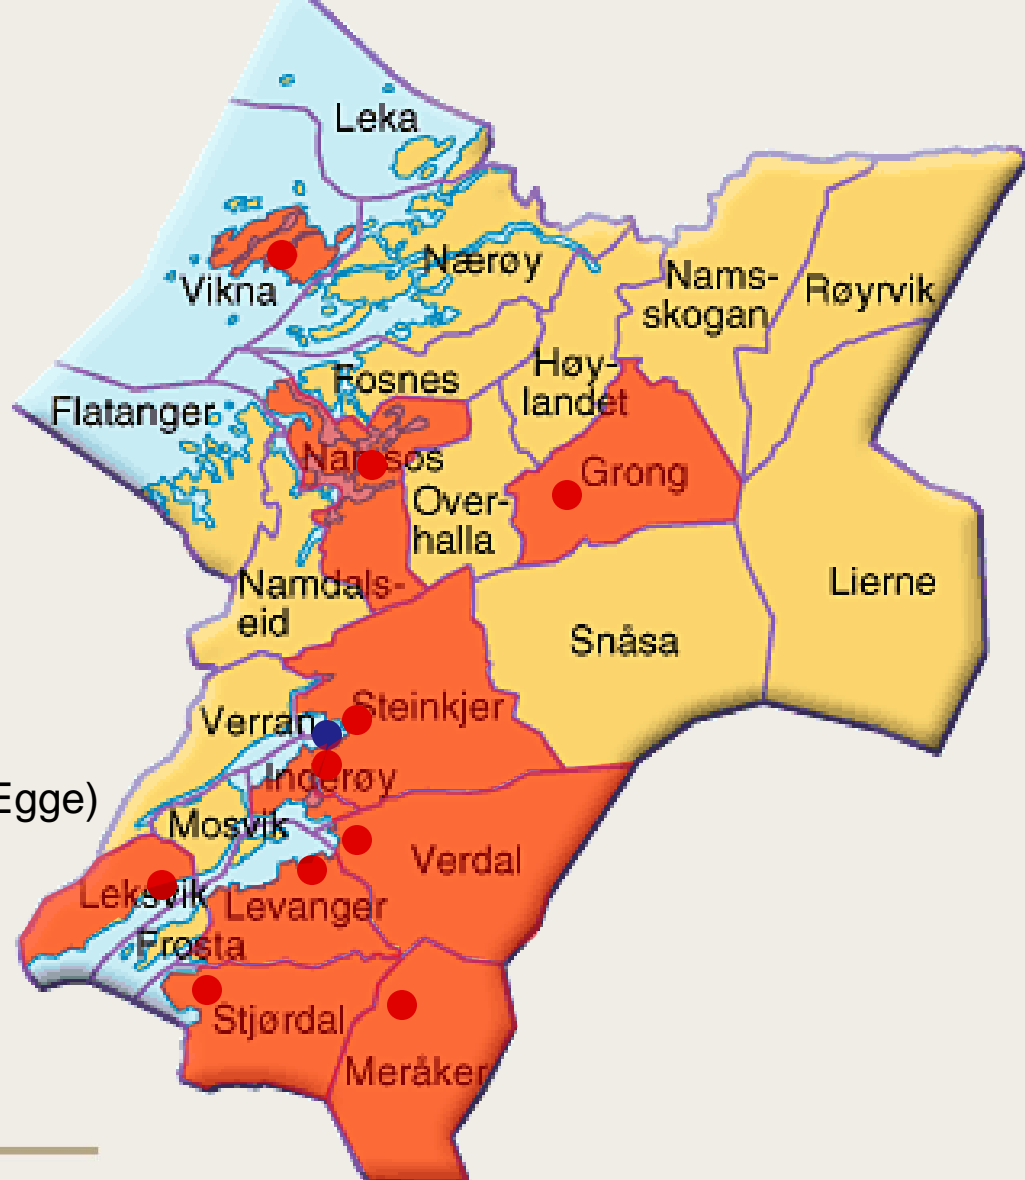 Leka
Nærøy
Vikna
Nams-
skogan
Røyrvik
Fosnes
Høy-
landet
Flatanger
Namsos
Grong
Over-
halla
Namdals-
eid
Lierne
Snåsa
Steinkjer
Verran
Inderøy
Egge)
Mosvik
Verdal
Leksvik
Levanger
Frosta
Stjørdal
Meråker